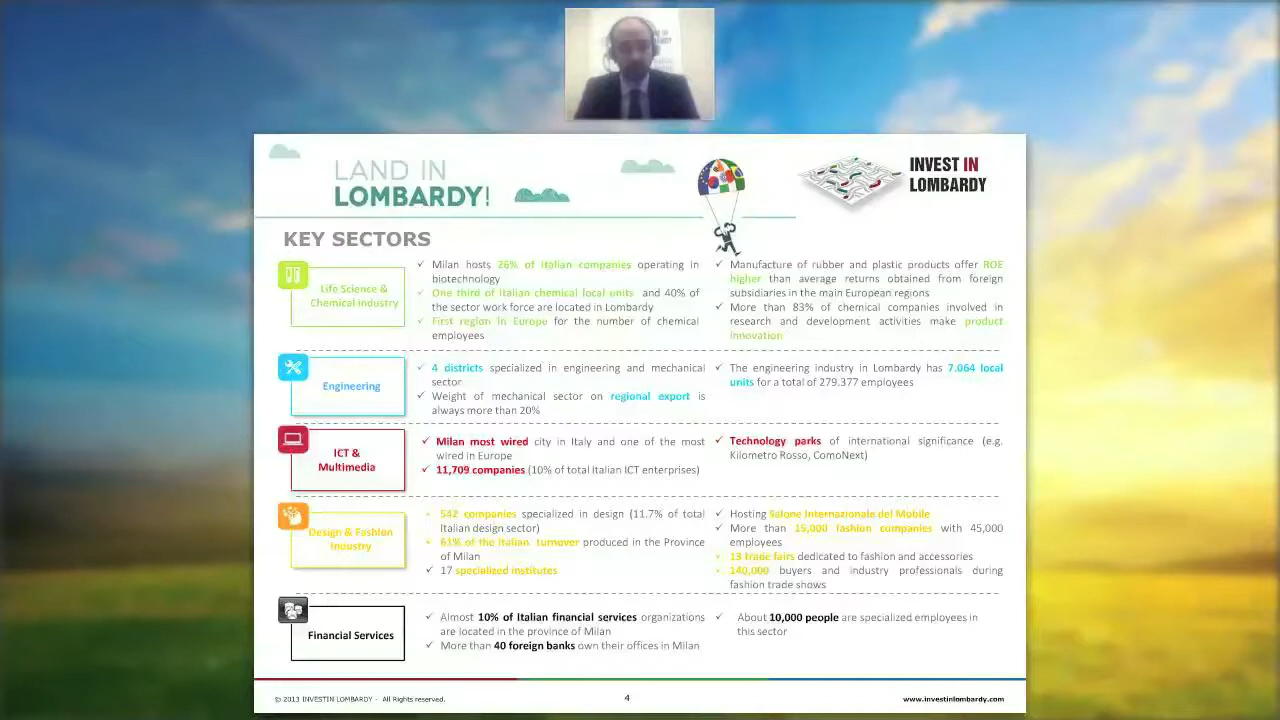 LAND IN
LOMBARDY!
INVEST IN
LOMBARDY
KEY SECTORS
Life Science &
Chemical Industry
Milan hosts 26% of Italian companies operating in
biotechnology
One third of Italian chemical local units and 40% of
the sector work force are located in Lombardy
First region in Europe for the number of chemical
employees
Manufacture of rubber and plastic products offer ROE
higher than average returns obtained from foreign
subsidiaries in the main European regions
More than 83% of chemical companies involved in
research and development activities make product
innovation
Engineering
4 districts specialized in engineering and mechanical
sector
Weight of mechanical sector on regional export is
always more than 20%
The engineering industry in Lombardy has 7.064 local
units for a total of 279.377 employees
ICT &
Multimedia
Milan most wired city in Italy and one of the most
wired in Europe
11,709 companies (10% of total Italian ICT enterprises)
Technology parks of international significance (e.g.
Kilometro Rosso, ComoNext)
Design & Fashion
Industry
542 companies specialized in design (11.7% of total
Italian design sector)
61% of the Italian turnover produced in the Province
of Milan
17 specialized institutes
Hosting Salone Internazionale del Mobile
More than 15,000 fashion companies with 45,000
employees
13 trade fairs dedicated to fashion and accessories
140,000 buyers and industry professionals during
fashion trade shows
Financial Services
Almost 10% of Italian financial services organizations
are located in the province of Milan
More than 40 foreign banks own their offices in Milan
About 10,000 people are specialized employees in
this sector
© 2013 INVESTIN LOMBARDY - All Rights reserved.
4
www.investinlombardy.com